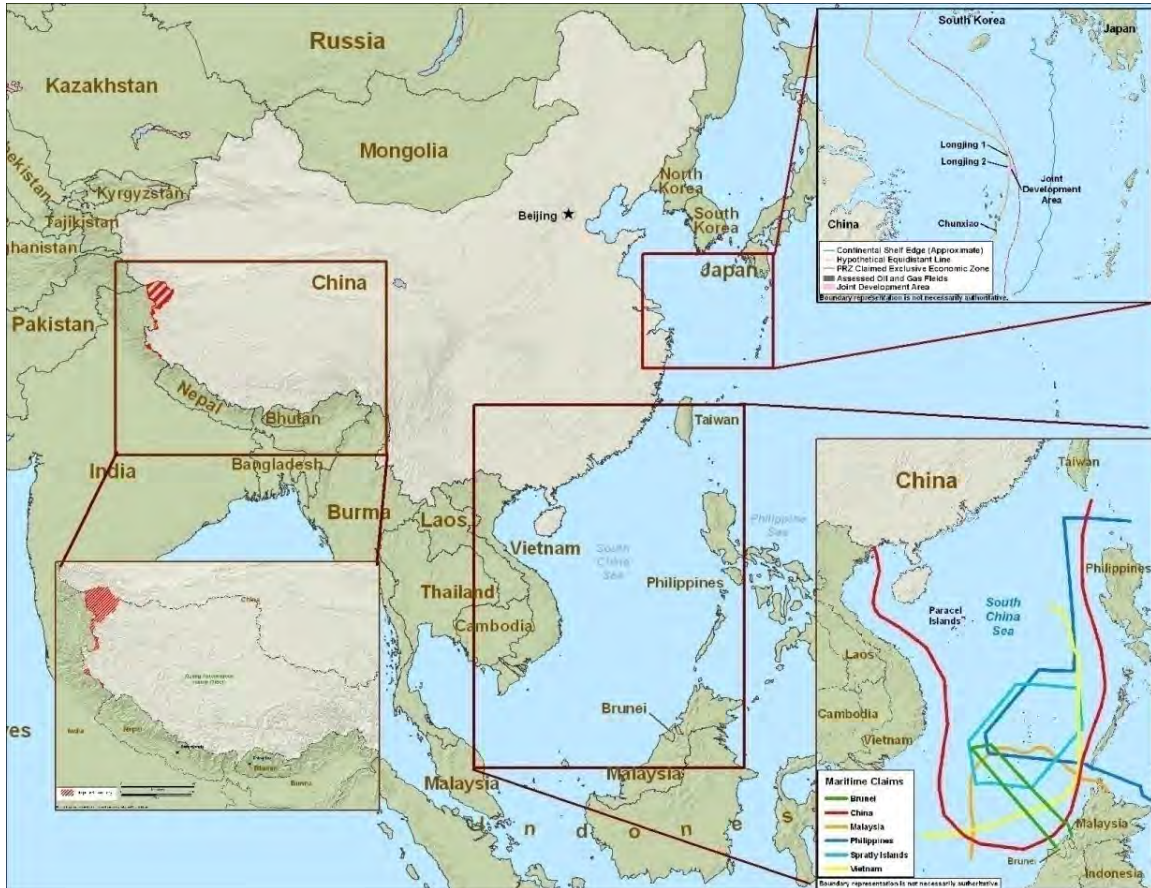 Russia
Kazakhstan
Mongolia
Kyrgyzstan
Tajikistan
North
Korea
South
Korea
Beijing
China
Japan
Pakistan
Nepal
Bhutan
Taiwan
India
Bangladesh
Burma
Laos
Vietnam
South
China
Sea
Philippine
Sea
Thailand
Philippines
Cambodia
Brunei
Malaysia
Malaysia
I n d o n e s
South Korea
Japan
Longjing 1
Longjing 2
Joint
Development
Area
Chunxiao
China
Continental Shelf Edge (Approximate)
Hypothetical Equidistant Line
PRZ Claimed Exclusive Economic Zone
Assessed Oil and Gas Fields
Joint Development Area
Boundary representation is not necessarily authoritative.
China
India
Nepal
Bhutan
Burma
China
Taiwan
Philippines
Paracel
Islands
South
China
Sea
Laos
Cambodia
Vietnam
Maritime Claims
Brunei
China
Malaysia
Philippines
Spratly Islands
Vietnam
Malaysia
Brunei
Indonesia
Boundary representation is not necessarily authoritative.